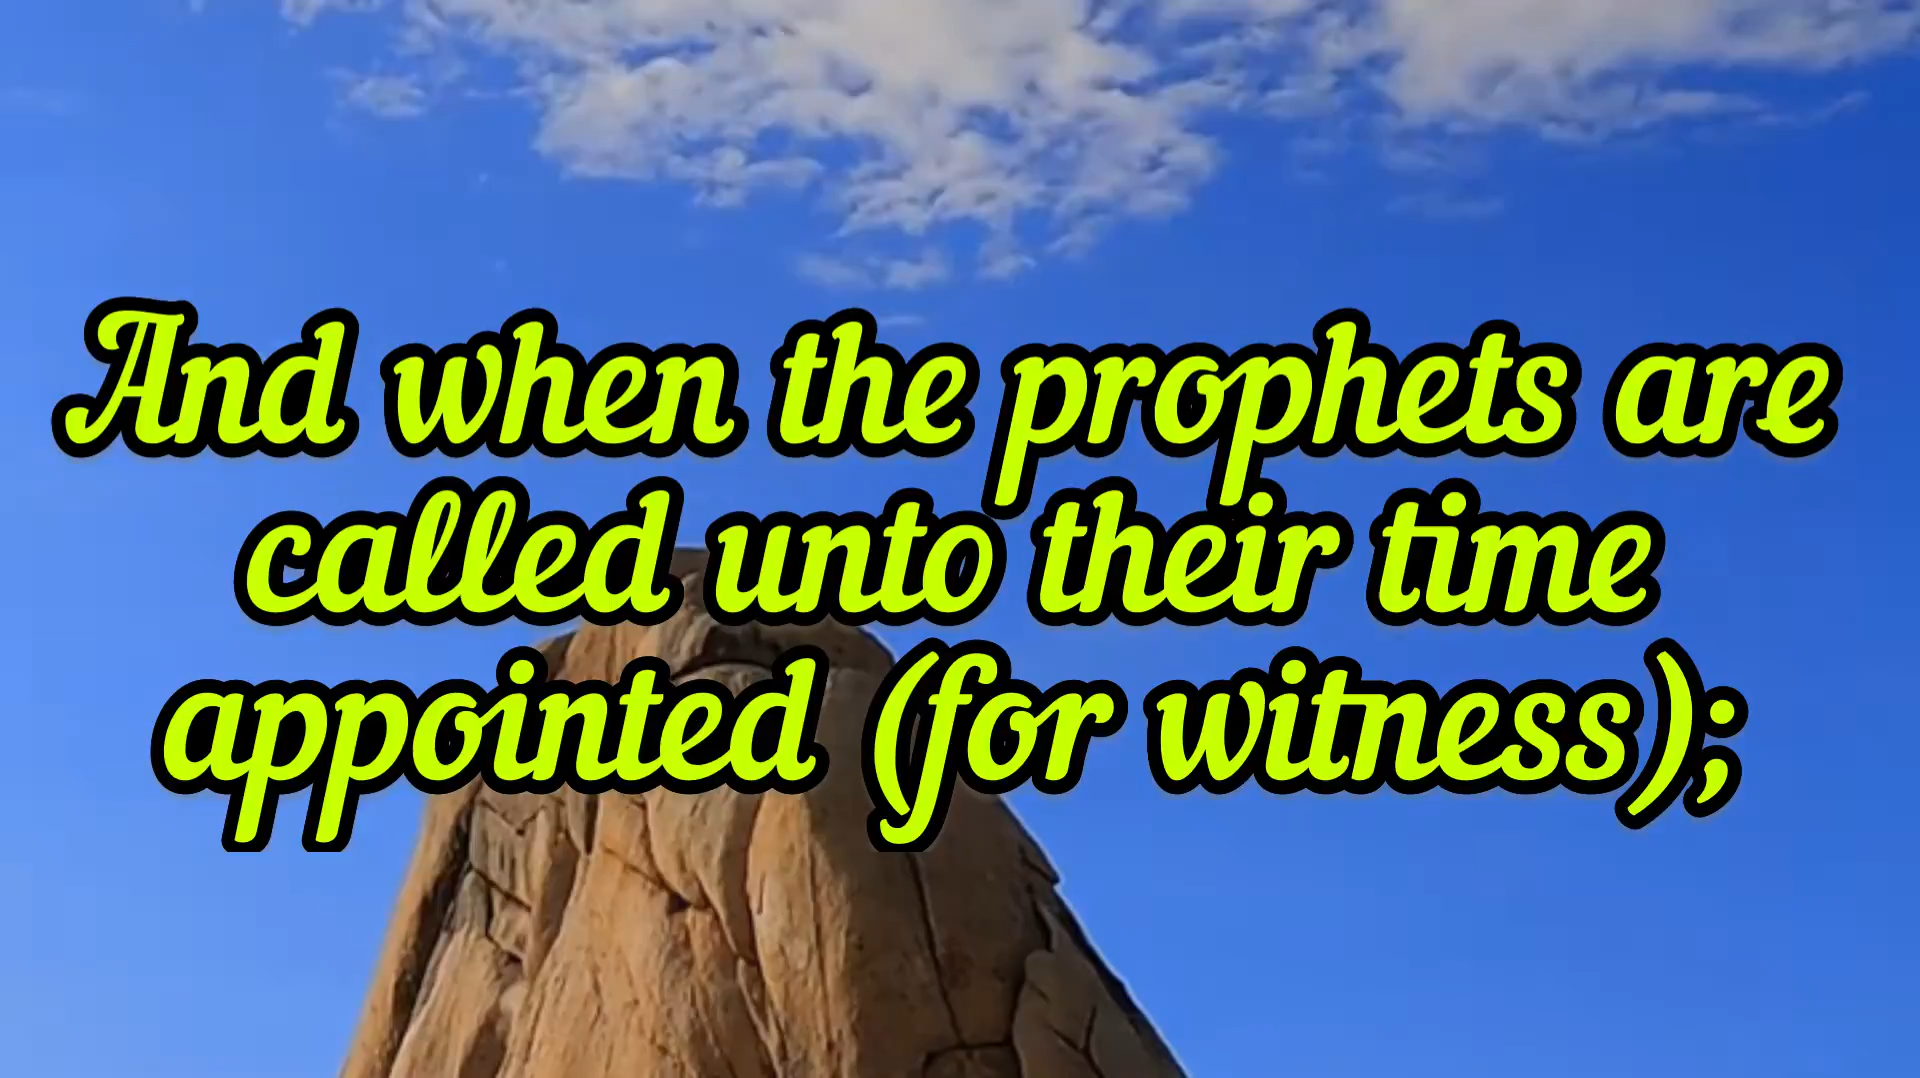 And when the prophets are
called unto their time
appointed (for witness);